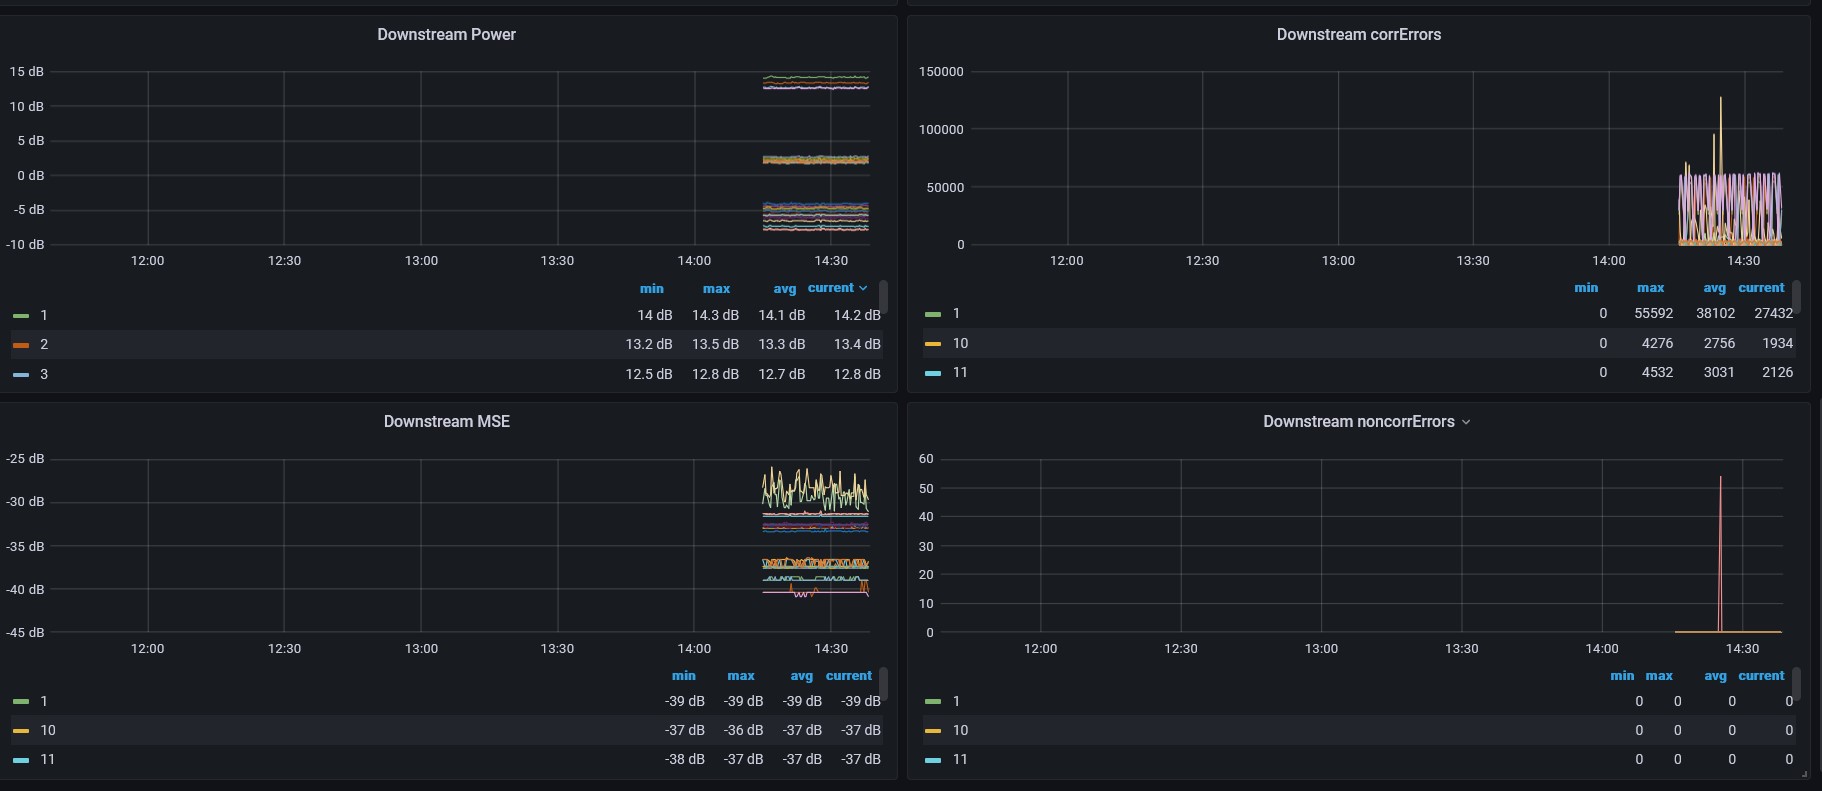 Downstream Power
15 dB
10 dB
5 dB
0 dB
-5 dB
-10 dB
12:00 12:30 13:00 13:30 14:00 14:30
min max avg current
1 14 dB 14.3 dB 14.1 dB 14.2 dB
2 13.2 dB 13.5 dB 13.3 dB 13.4 dB
3 12.5 dB 12.8 dB 12.7 dB 12.8 dB
Downstream corrErrors
150000
100000
50000
0
12:00 12:30 13:00 13:30 14:00 14:30
min max avg current
1 0 55592 38102 27432
10 0 4276 2756 1934
11 0 4532 3031 2126
Downstream MSE
-25 dB
-30 dB
-35 dB
-40 dB
-45 dB
12:00 12:30 13:00 13:30 14:00 14:30
min max avg current
1 -39 dB -39 dB -39 dB -39 dB
10 -37 dB -36 dB -37 dB -37 dB
11 -38 dB -37 dB -37 dB -37 dB
Downstream noncorrErrors
60
50
40
30
20
10
0
12:00 12:30 13:00 13:30 14:00 14:30
min max avg current
1 0 0 0 0
10 0 0 0 0
11 0 0 0 0